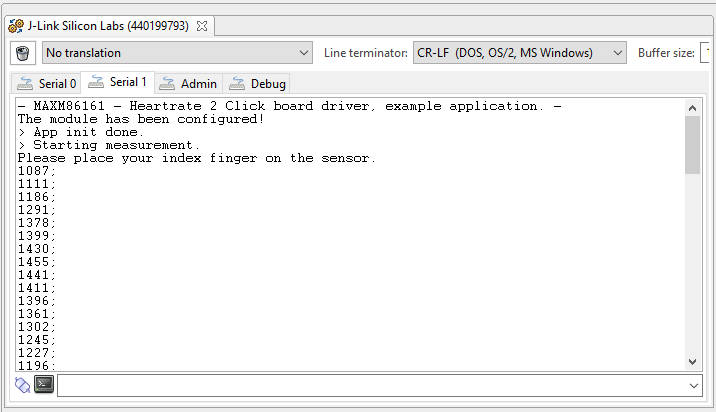 J-Link Silicon Labs (440199793)
No translation Line terminator: CR-LF (DOS, OS/2, MS Windows) Buffer size:
Serial 0 Serial 1 Admin Debug
- MAXM86161 - Heartrate 2 Click board driver, example application. -
The module has been configured!
> App init done.
> Starting measurement.
Please place your index finger on the sensor.
1087;
1111;
1186;
1291;
1378;
1399;
1430;
1455;
1441;
1411;
1396;
1361;
1302;
1245;
1227;
1196;